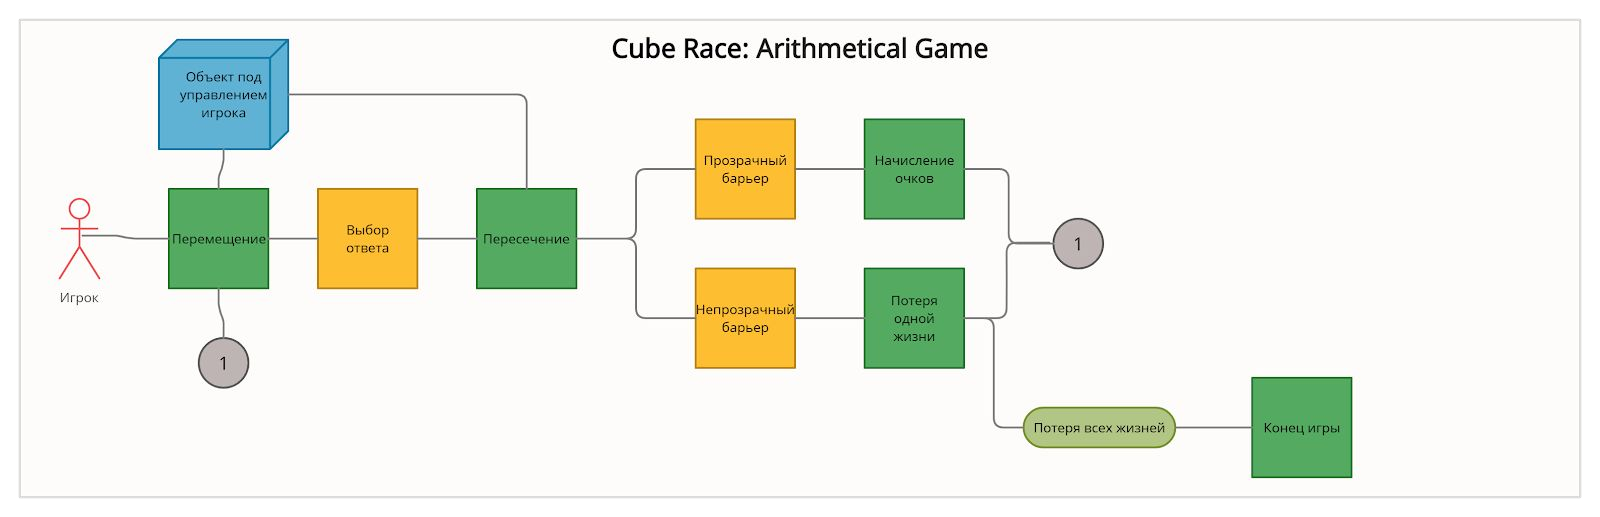 Cube Race: Arithmetical Game
Объект под
управлением
игрока
Игрок
Перемещение
1
Выбор
ответа
Пересечение
Прозрачный
барьер
Начисление
очков
Непрозрачный
барьер
Потеря
одной
жизни
1
Потеря всех жизней
Конец игры